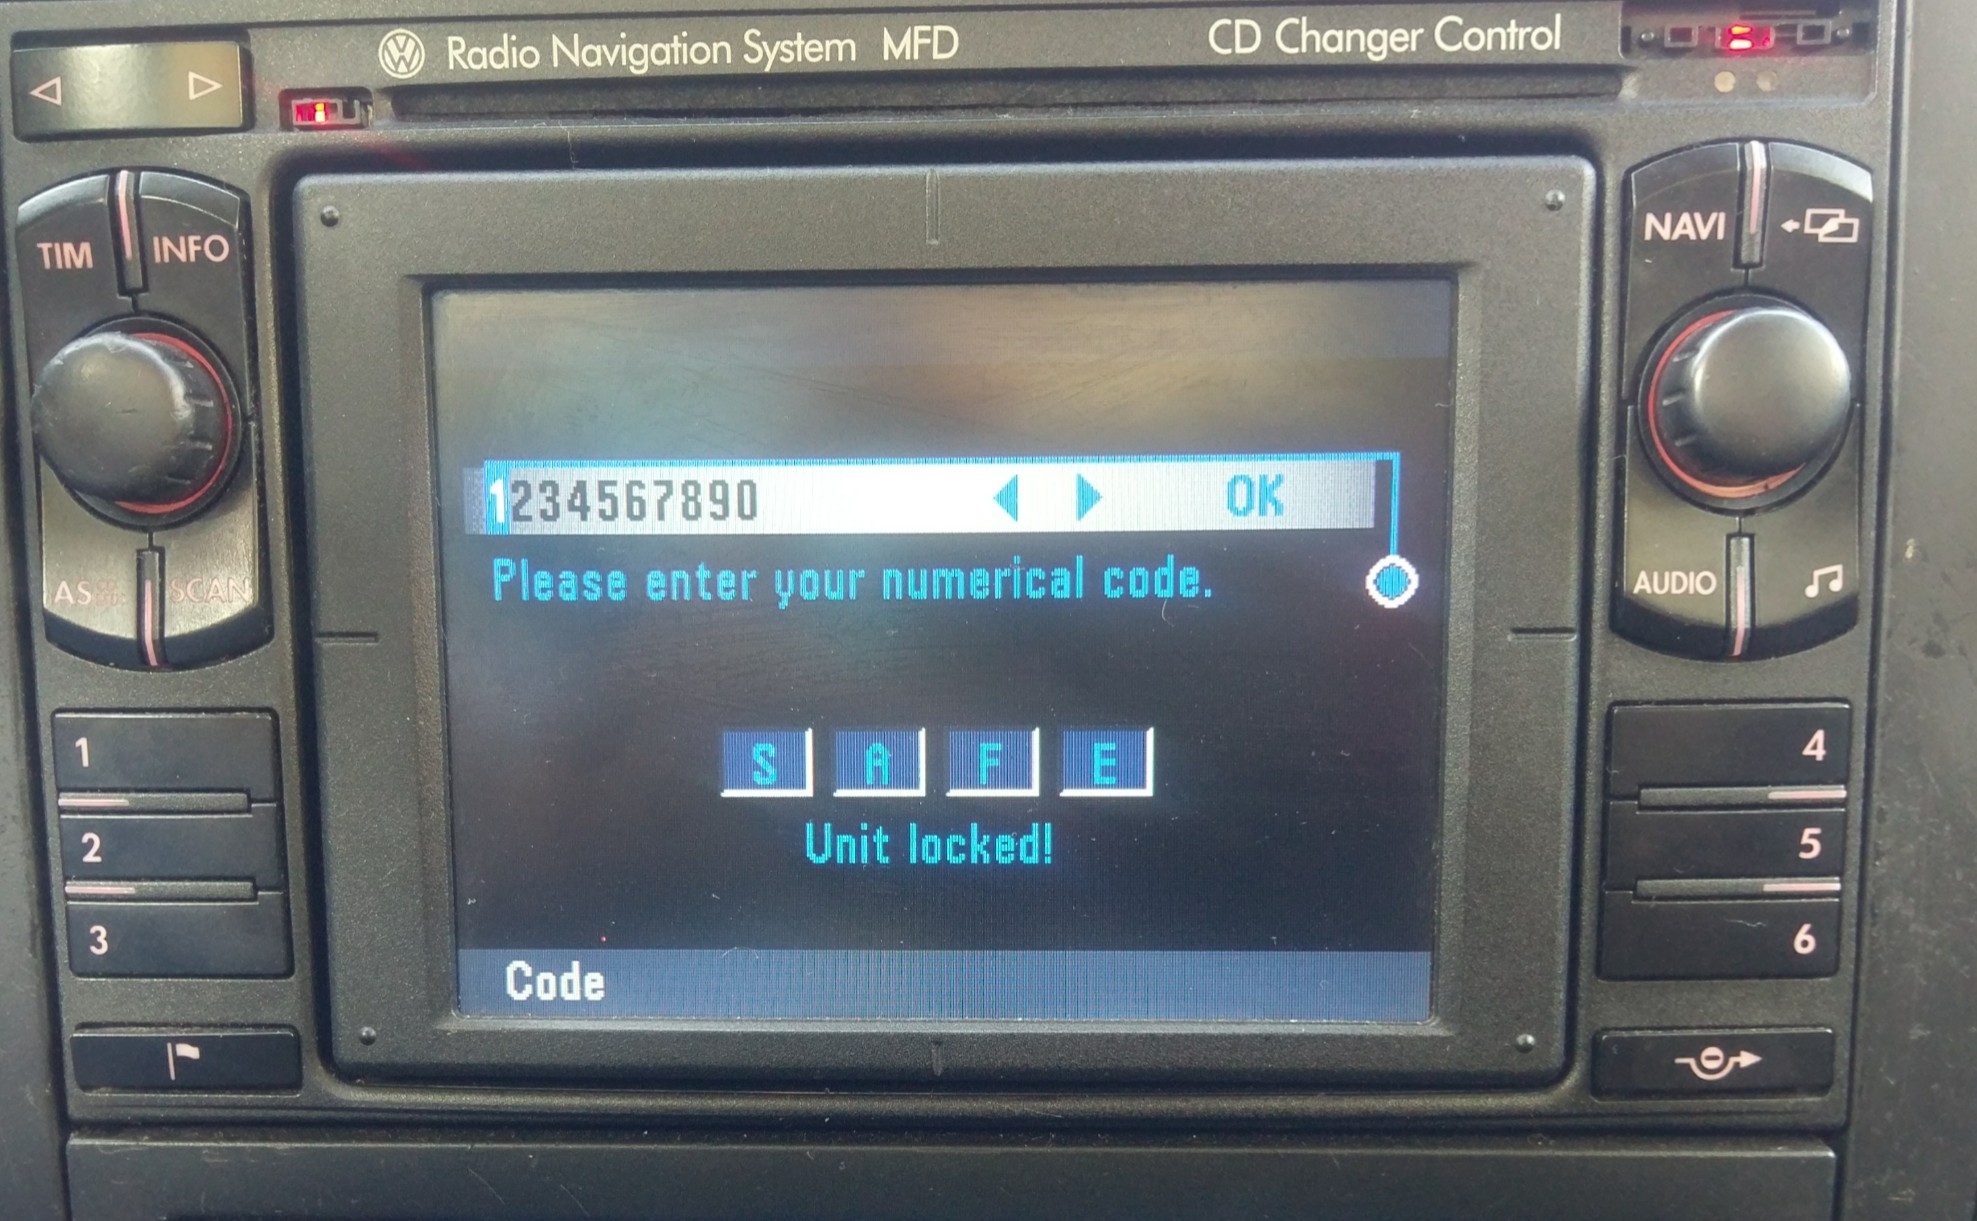 Radio Navigation System MFD
CD Changer Control
TIM INFO
NAVI
1234567890 OK
Please enter your numerical code.
SCAN
AUDIO
S A F E
Unit locked!
1
2
3
4
5
6
Code